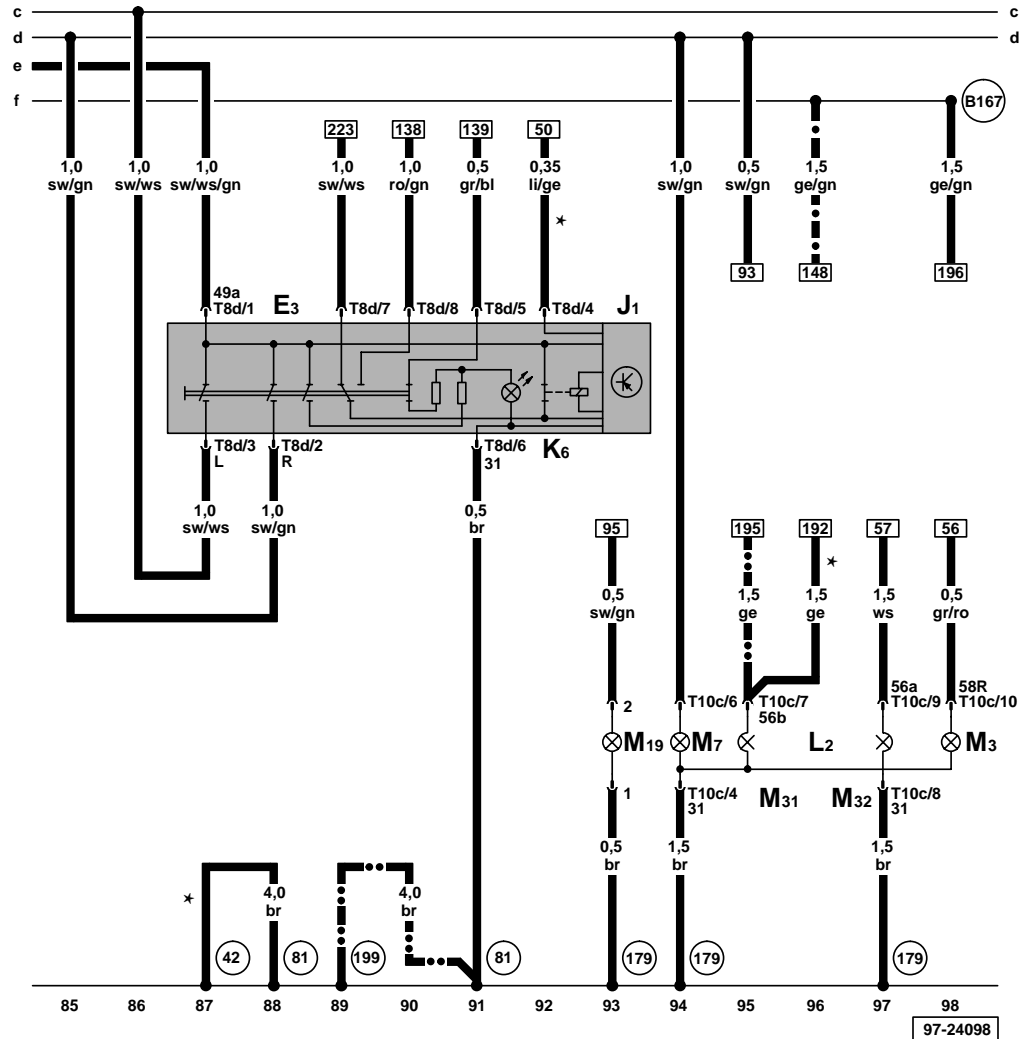 c c
d d
e
f B167
223 138 139 50
1,0 1,0 1,0 1,0 1,0 0,5 0,35 1,0 0,5 1,5 1,5
sw/gn sw/ws sw/ws/gn sw/ws ro/gn gr/bl li/ge sw/gn sw/gn ge/gn ge/gn
*
93 148 196
49a
T8d/1 E3 T8d/7 T8d/8 T8d/5 T8d/4 J1
T8d/3 T8d/2 T8d/6 K6
L R 31
1,0 1,0 0,5
sw/ws sw/gn br
95 195 192 57 56
*
0,5 1,5 1,5 1,5 0,5
sw/gn ge ge ws gr/ro
56a 58R
2 T10c/6 T10c/7 T10c/9 T10c/10
56b
M19 M7 L2 M3
1 T10c/4 M31 M32 T10c/8
31 31
0,5 1,5 1,5
br br br
* 4,0 4,0
br br
42 81 199 81 179 179 179
85 86 87 88 89 90 91 92 93 94 95 96 97 98
97-24098